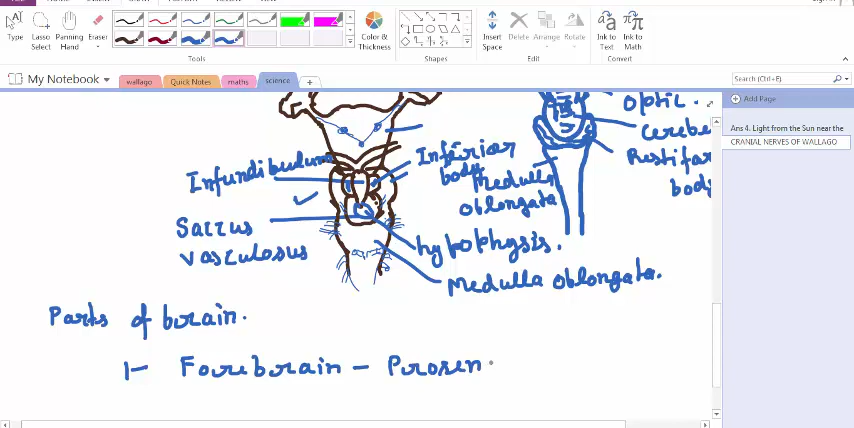 Type
Lasso Select
Panning Hand
Eraser
Color & Thickness
Insert Space
Delete
Arrange
Rotate
Ink to Text
Ink to Math
Tools
Shapes
Edit
Convert
My Notebook
wallago
Quick Notes
maths
science
Search (Ctrl+E)
Add Page
Ans 4. Light from the Sun near the
CRANIAL NERVES OF WALLAGO
optic.
cerebe
Restifor
bodi
Inferior
body
Infundibulum
Medulla
oblongata
Saccus
vasculosus
hypophysis.
Medulla oblongata.
Parts of brain.
1- Forebrain - Prosen